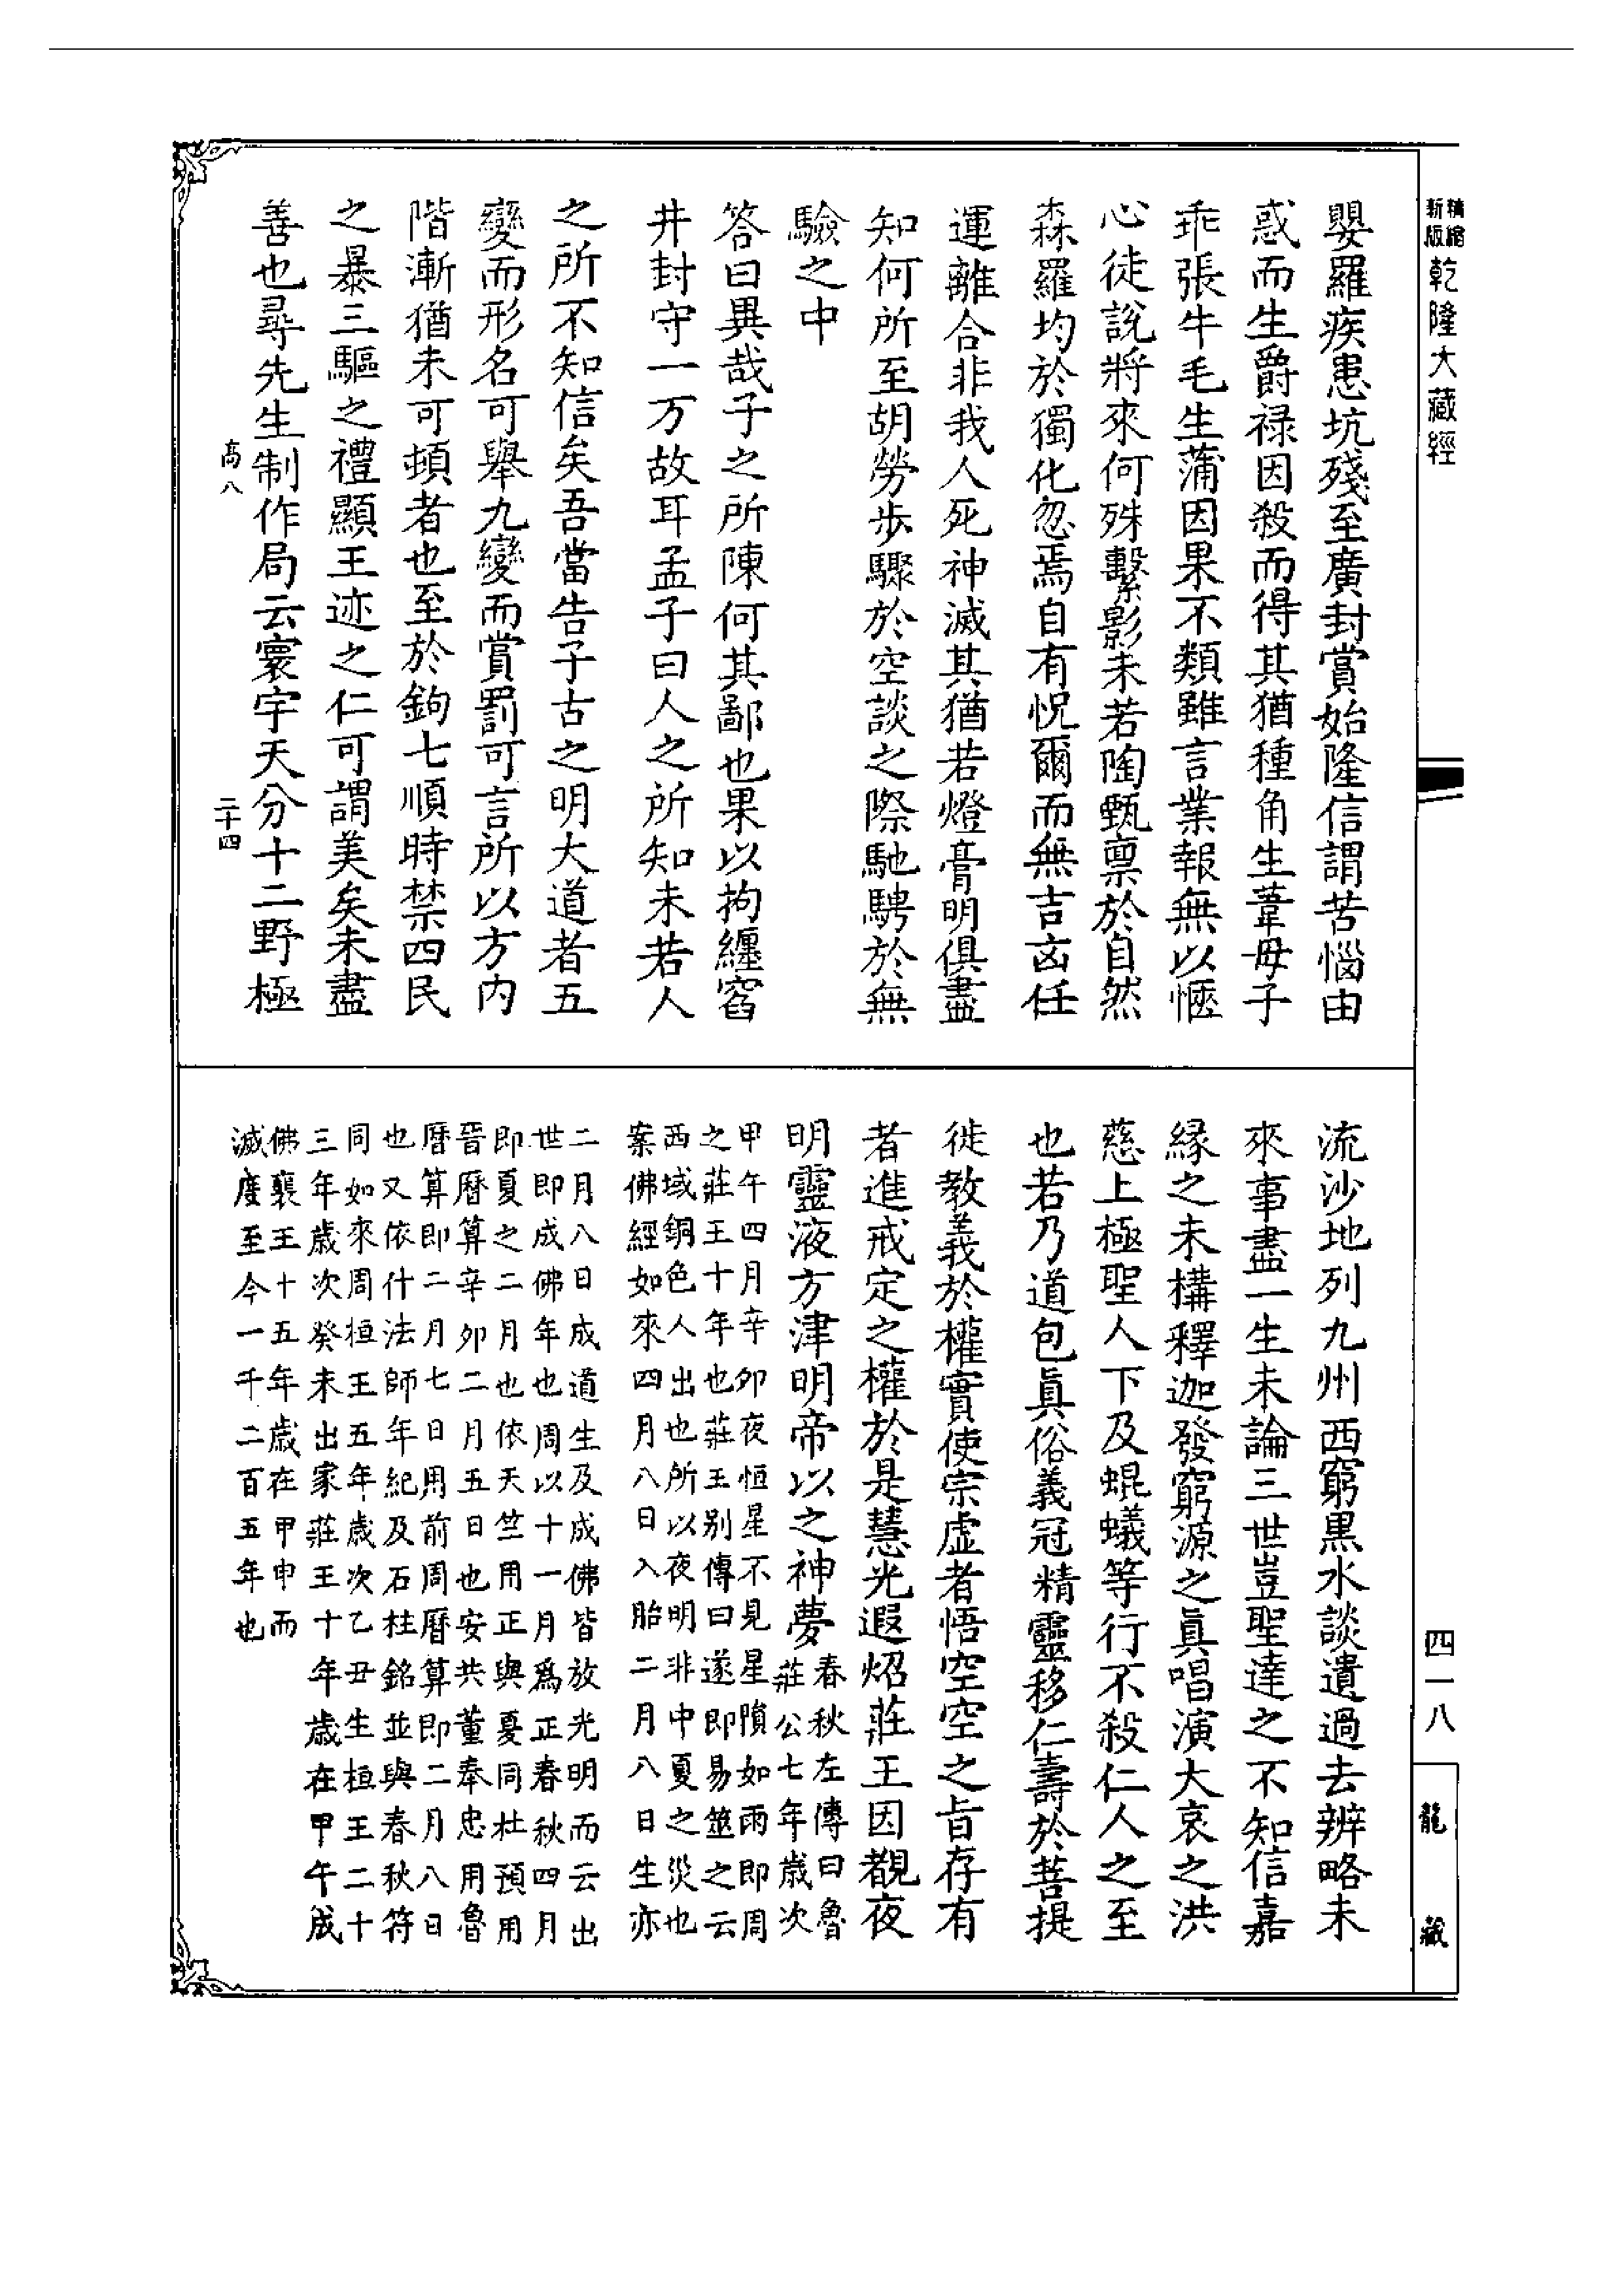 精縮
新版
乾隆大藏經
嬰羅疾患坑殘至廣封賞始隆信謂苦惱由
惑而生爵禄因殺而得其猶種角生葦母子
乖張牛毛生蒲因果不類雖言業報無以愜
心徒說將來何殊繫影未若陶甄禀於自然
森羅均於獨化忽焉自有怳爾而無吉㐫任
運離合非我人死神滅其猶若燈膏明俱盡
知何所至胡勞步驟於空談之際馳騁於無
驗之中
答曰異哉子之所陳何其鄙也果以拘纏窞
井封守一方故耳孟子曰人之所知未若人
之所不知信矣吾當告子古之明大道者五
變而形名可舉九變而賞罰可言所以方內
階漸猶未可頓者也至於鉤七順時禁四民
之暴三驅之禮顯王迹之仁可謂美矣未盡
善也尋先生制作局云寰宇天分十二野極
髙八
二十四
流沙地列九州西窮黒水談遺過去辨略未
來事盡一生未論三世豈聖達之不知信嘉
緣之未構釋迦發窮源之眞唱演大哀之洪
慈上極聖人下及蜫蟻等行不殺仁人之至
也若乃道包眞俗義冠精靈移仁壽於菩提
徙教義於權實使宗虛者悟空空之旨存有
者進戒定之權於是慧光遐炤莊王因覩夜
明靈液方津明帝以之神夢
春秋左傳曰魯
莊公七年歲次
甲午四月辛卯夜恒星不見星隕如雨即周
之莊王十年也莊王別傳曰遂即易筮之云
西域銅色人出也所以夜明非中夏之災也
案佛經如來四月八日入胎二月八日生亦
二月八日成道生及成佛皆放光明而云出
世即成佛年也周以十一月爲正春秋四月
即夏之二月也依天竺用正與夏同杜預用
晉曆算辛卯二月五日也安共董奉忠用魯
曆算即二月七日用前周曆算即二月八日
也又依什法師年紀及石柱銘並與春秋符
同如來周桓王五年歲次乙丑生桓王二十
三年歲次癸未出家莊王十年年歲在甲午成
佛襄王十五年歲在甲申而
滅度至今一千二百五年也
四一八
龍藏